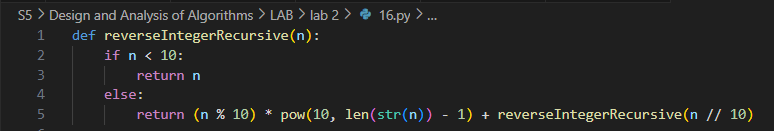 S5 > Design and Analysis of Algorithms > LAB > lab 2 > 16.py > ...
1 def reverseIntegerRecursive(n):
2     if n < 10:
3         return n
4     else:
5         return (n % 10) * pow(10, len(str(n)) - 1) + reverseIntegerRecursive(n // 10)